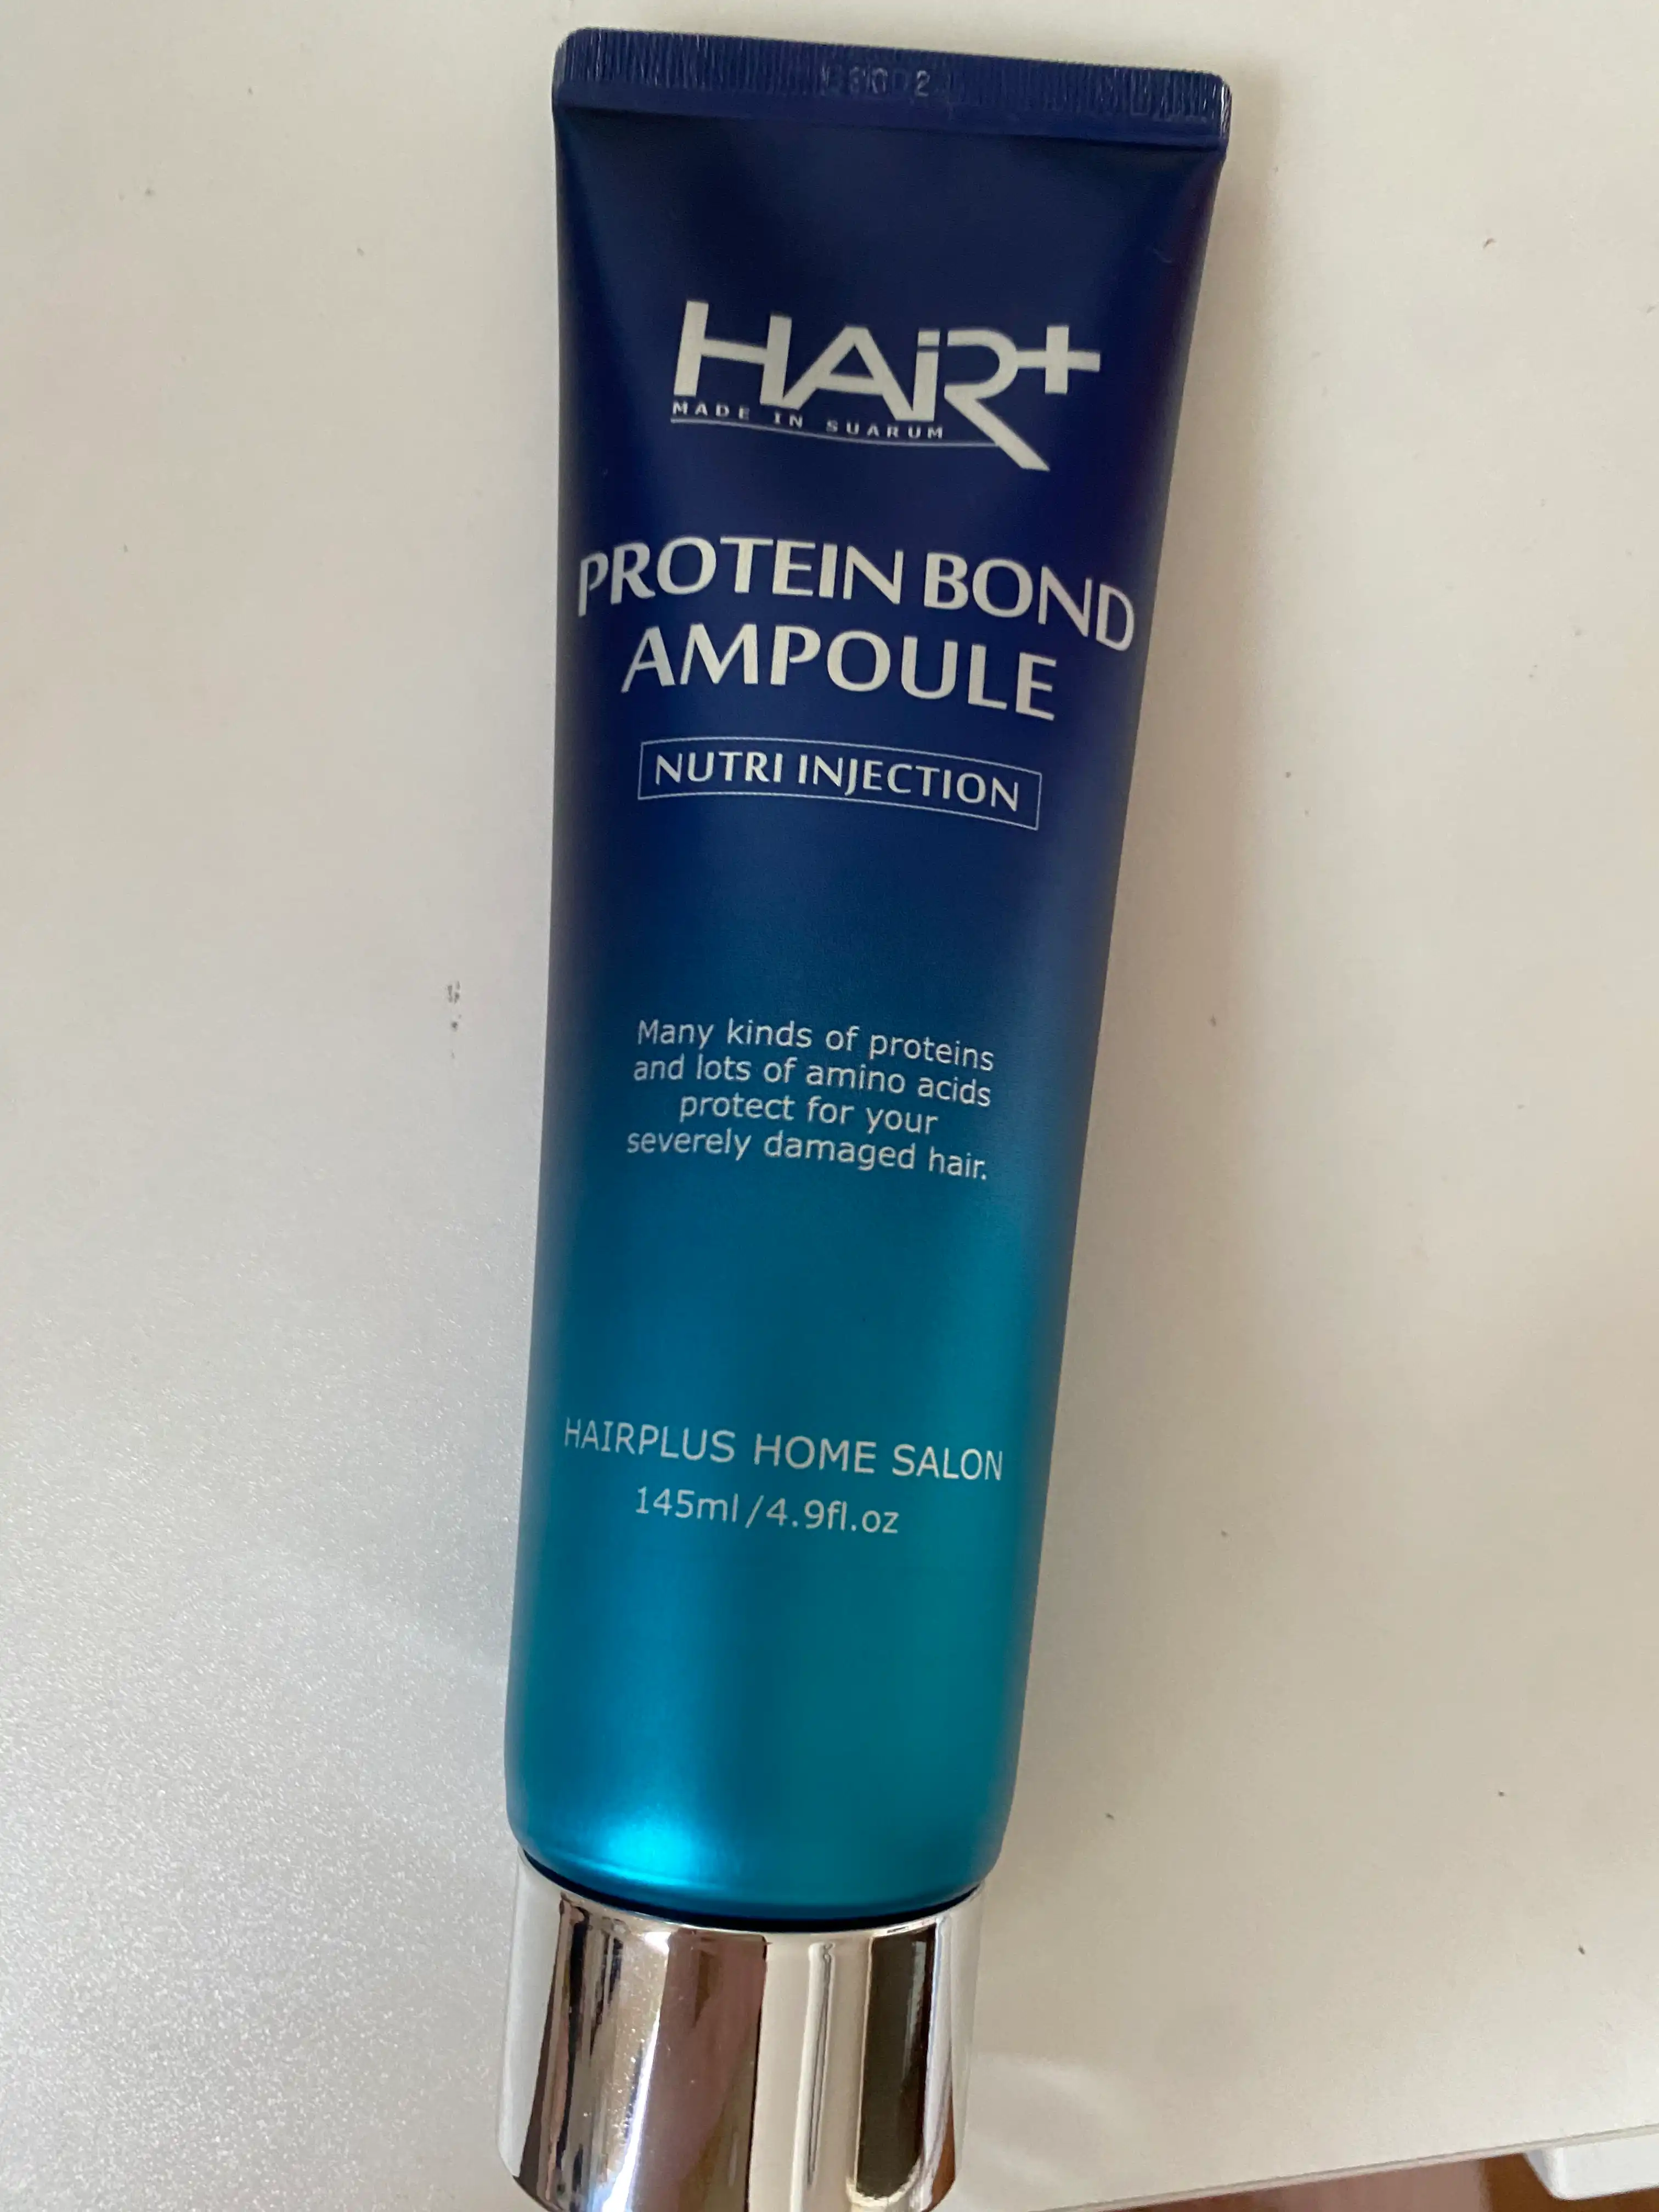 HAiR+
MADE IN SUARUM
PROTEIN BOND
AMPOULE
NUTRI INJECTION
Many kinds of proteins
and lots of amino acids
protect for your
severely damaged hair.
HAIRPLUS HOME SALON
145ml/4.9fl.oz